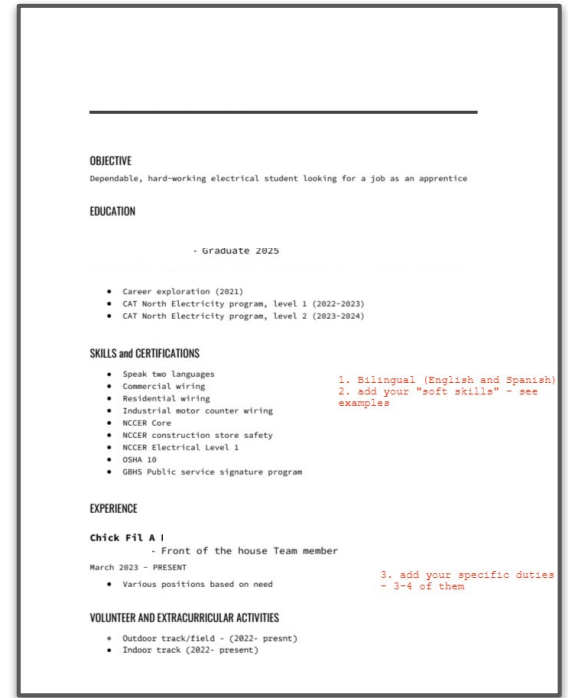 OBJECTIVE
Dependable, hard-working electrical student looking for a job as an apprentice
EDUCATION
- Graduate 2025
● Career exploration (2021)
● CAT North Electricity program, level 1 (2022-2023)
● CAT North Electricity program, level 2 (2023-2024)
SKILLS and CERTIFICATIONS
● Speak two languages
● Commercial wiring
● Residential wiring
● Industrial motor counter wiring
● NCCER Core
● NCCER construction store safety
● NCCER Electrical Level 1
● OSHA 10
● GBHS Public service signature program
1. Bilingual (English and Spanish)
2. add your "soft skills" - see
examples
EXPERIENCE
Chick Fil A
- Front of the house Team member
March 2023 - PRESENT
● Various positions based on need
3. add your specific duties
- 3-4 of them
VOLUNTEER AND EXTRACURRICULAR ACTIVITIES
● Outdoor track/field - (2022- presnt)
● Indoor track (2022- present)